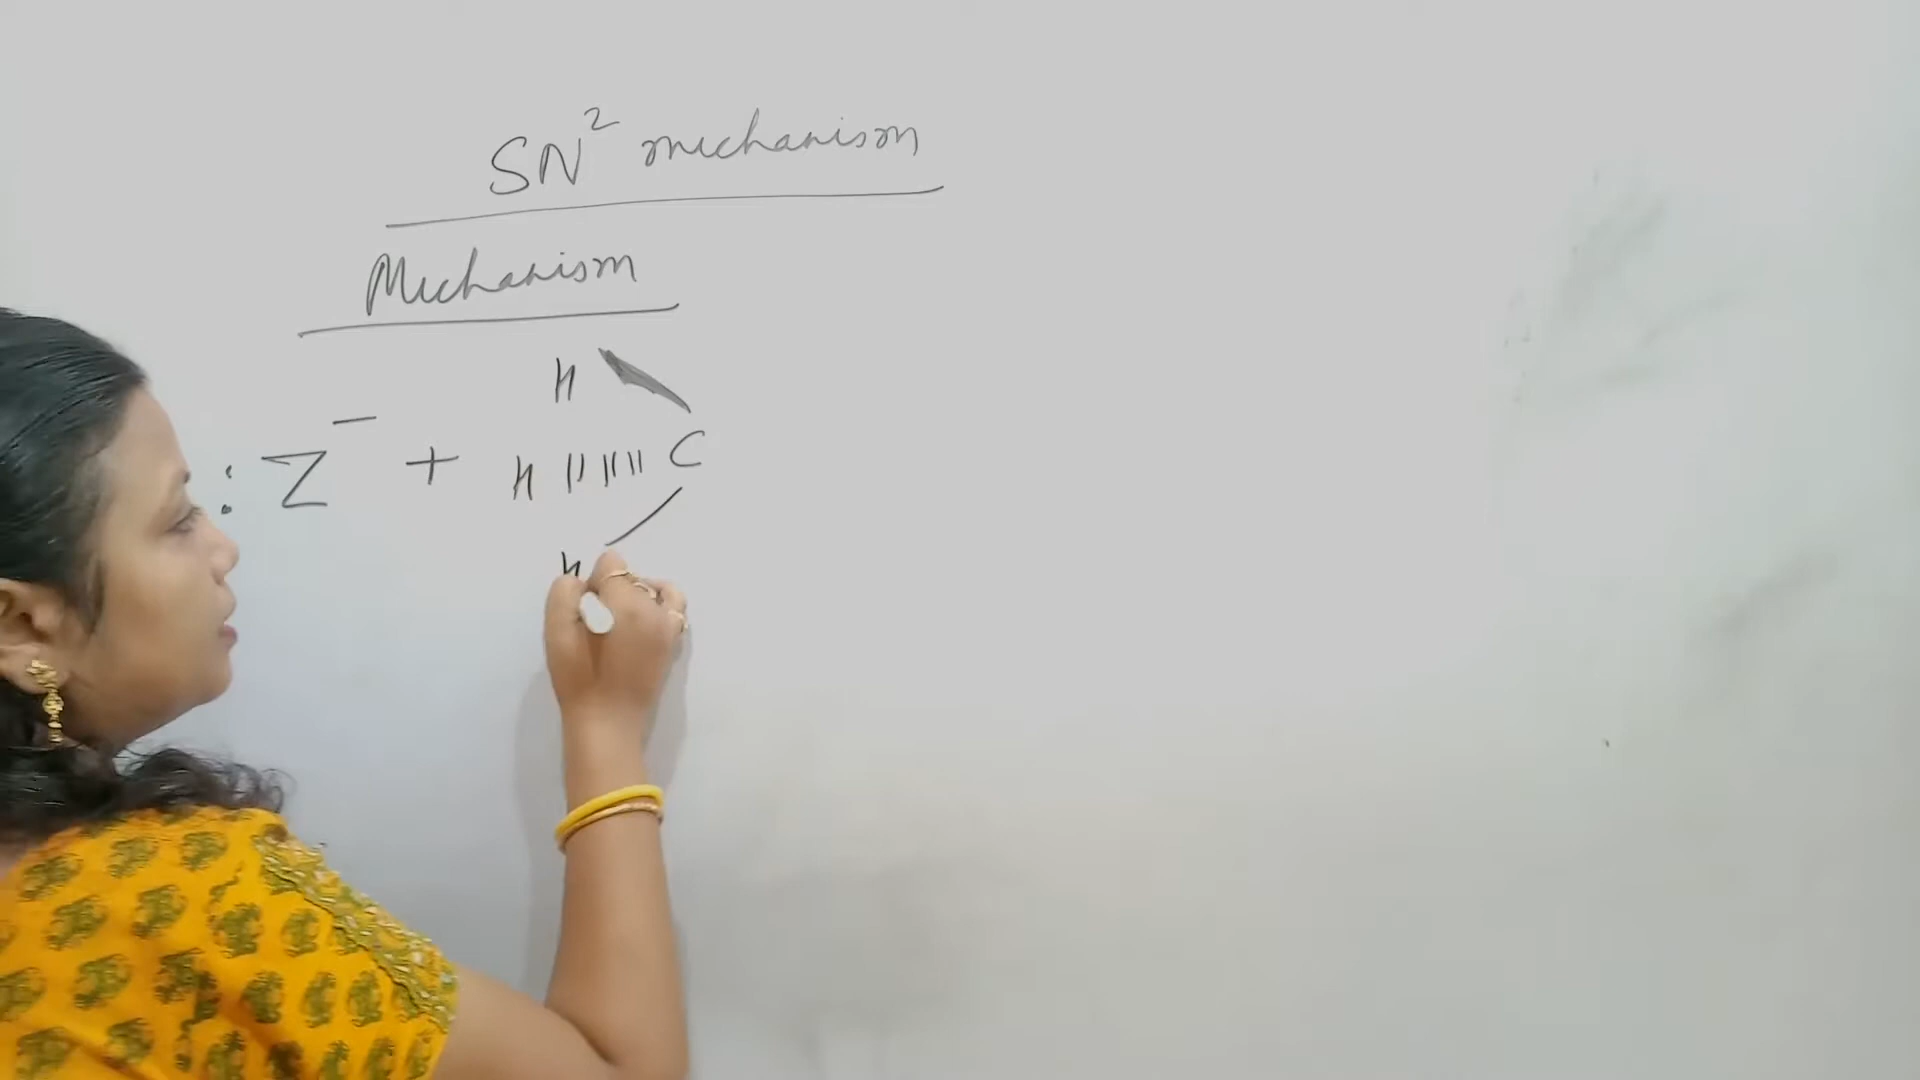 SN² mechanism
Mechanism
H
:Z⁻ + H C
H